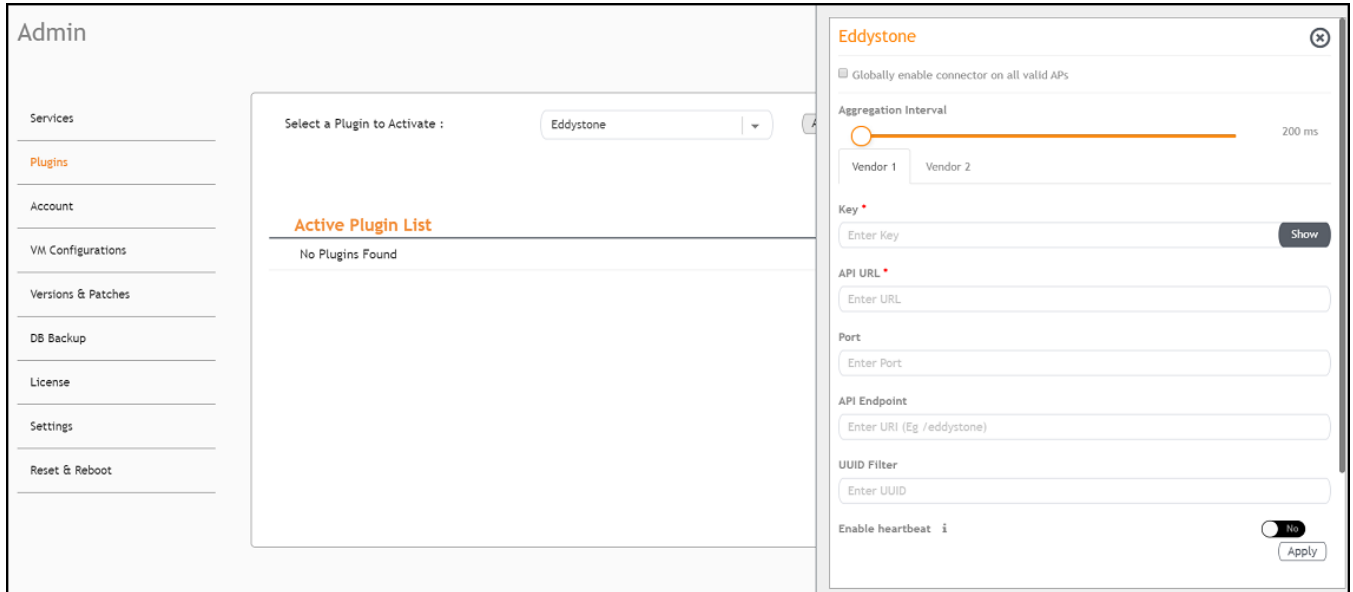 Admin
Services
Plugins
Account
VM Configurations
Versions & Patches
DB Backup
License
Settings
Reset & Reboot
Select a Plugin to Activate :
Eddystone
Active Plugin List
No Plugins Found
Eddystone
Globally enable connector on all valid APs
Aggregation Interval
200 ms
Vendor 1 Vendor 2
Key *
Enter Key Show
API URL *
Enter URL
Port
Enter Port
API Endpoint
Enter URI (Eg /eddystone)
UUID Filter
Enter UUID
Enable heartbeat i No
Apply